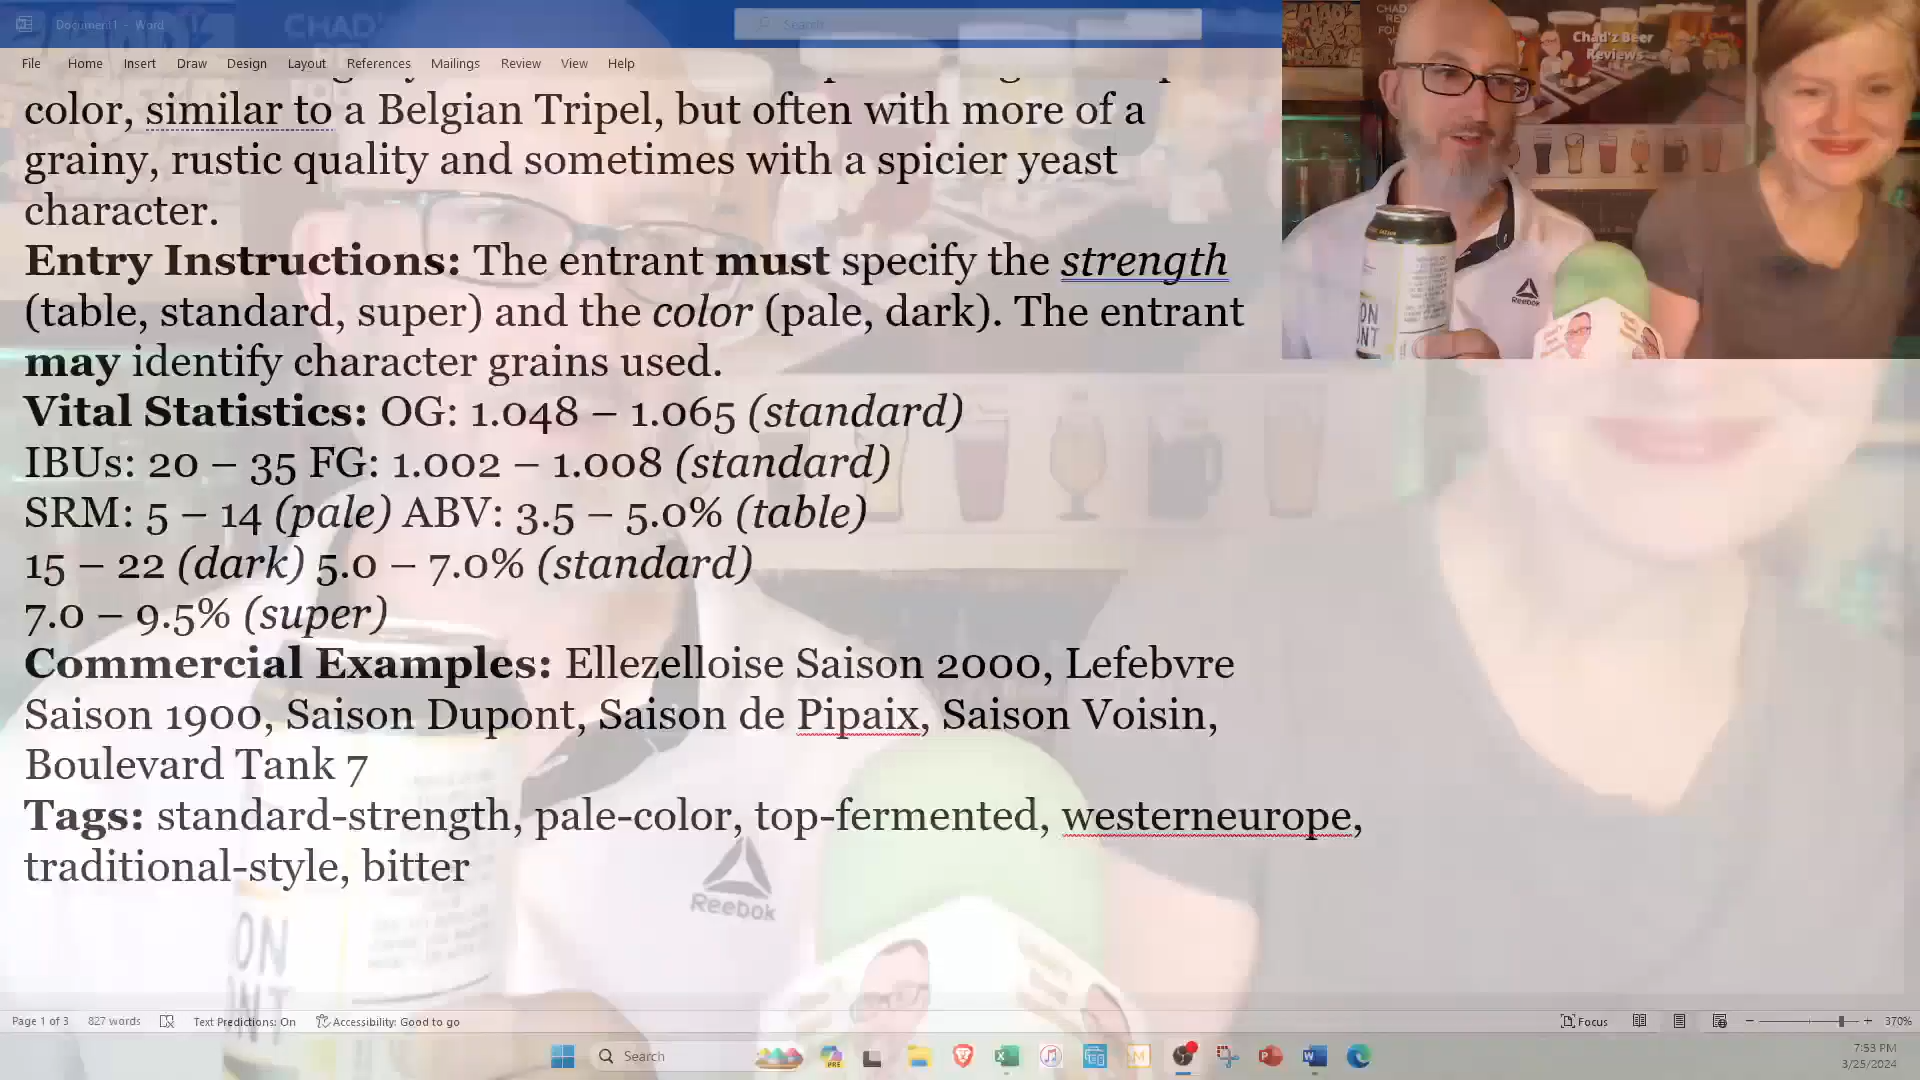 Document1 - Word
Search
File Home Insert Draw Design Layout References Mailings Review View Help
color, similar to a Belgian Tripel, but often with more of a
grainy, rustic quality and sometimes with a spicier yeast
character.
Entry Instructions: The entrant must specify the strength
(table, standard, super) and the color (pale, dark). The entrant
may identify character grains used.
Vital Statistics: OG: 1.048 – 1.065 (standard)
IBUs: 20 – 35 FG: 1.002 – 1.008 (standard)
SRM: 5 – 14 (pale) ABV: 3.5 – 5.0% (table)
15 – 22 (dark) 5.0 – 7.0% (standard)
7.0 – 9.5% (super)
Commercial Examples: Ellezelloise Saison 2000, Lefebvre
Saison 1900, Saison Dupont, Saison de Pipaix, Saison Voisin,
Boulevard Tank 7
Tags: standard-strength, pale-color, top-fermented, westerneurope,
traditional-style, bitter
Chad'z Beer
Reviews
ON
NT
Reebok
CHAD'
Reebok
ON
NT
Page 1 of 3 827 words Text Predictions: On Accessibility: Good to go
Focus 370%
Search
7:53 PM
3/25/2024